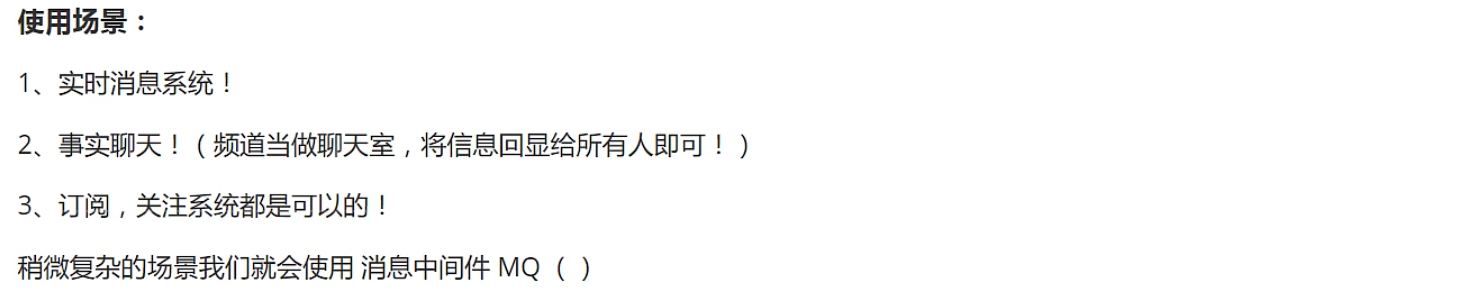 使用场景：
1、实时消息系统！
2、事实聊天！（频道当做聊天室，将信息回显给所有人即可！）
3、订阅，关注系统都是可以的！
稍微复杂的场景我们就会使用 消息中间件 MQ （ ）